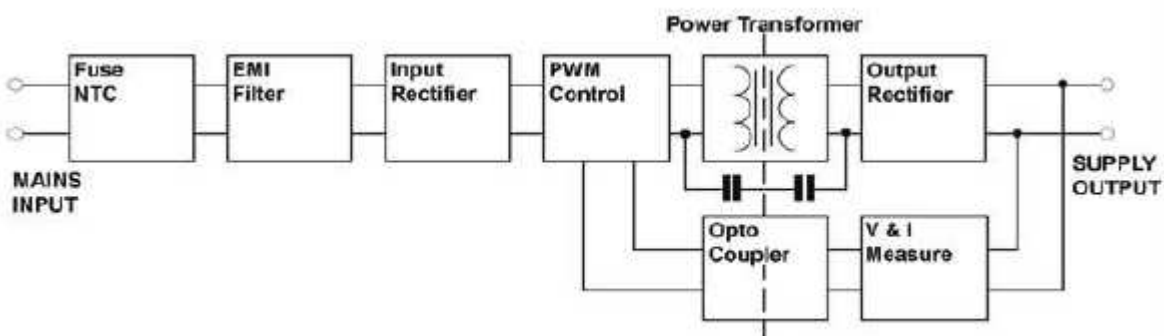 Power Transformer
Fuse
NTC
EMI
Filter
Input
Rectifier
PWM
Control
Output
Rectifier
MAINS
INPUT
SUPPLY
OUTPUT
Opto
Coupler
V & I
Measure